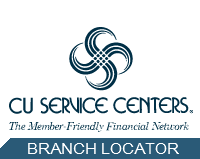 CU SERVICE CENTERS®
The Member-Friendly Financial Network
BRANCH LOCATOR